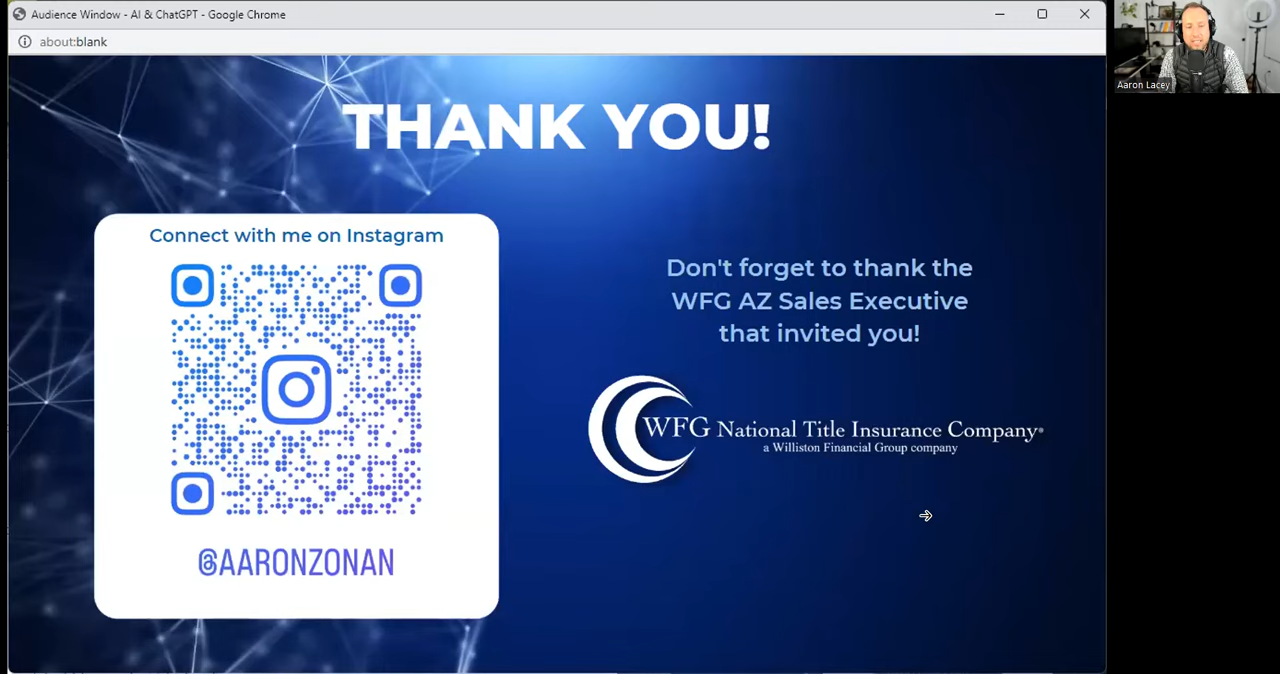 Audience Window - AI & ChatGPT - Google Chrome
about:blank
Aaron Lacey
THANK YOU!
Connect with me on Instagram
@AARONZONAN
Don't forget to thank the
WFG AZ Sales Executive
that invited you!
WFG National Title Insurance Company®
a Williston Financial Group company